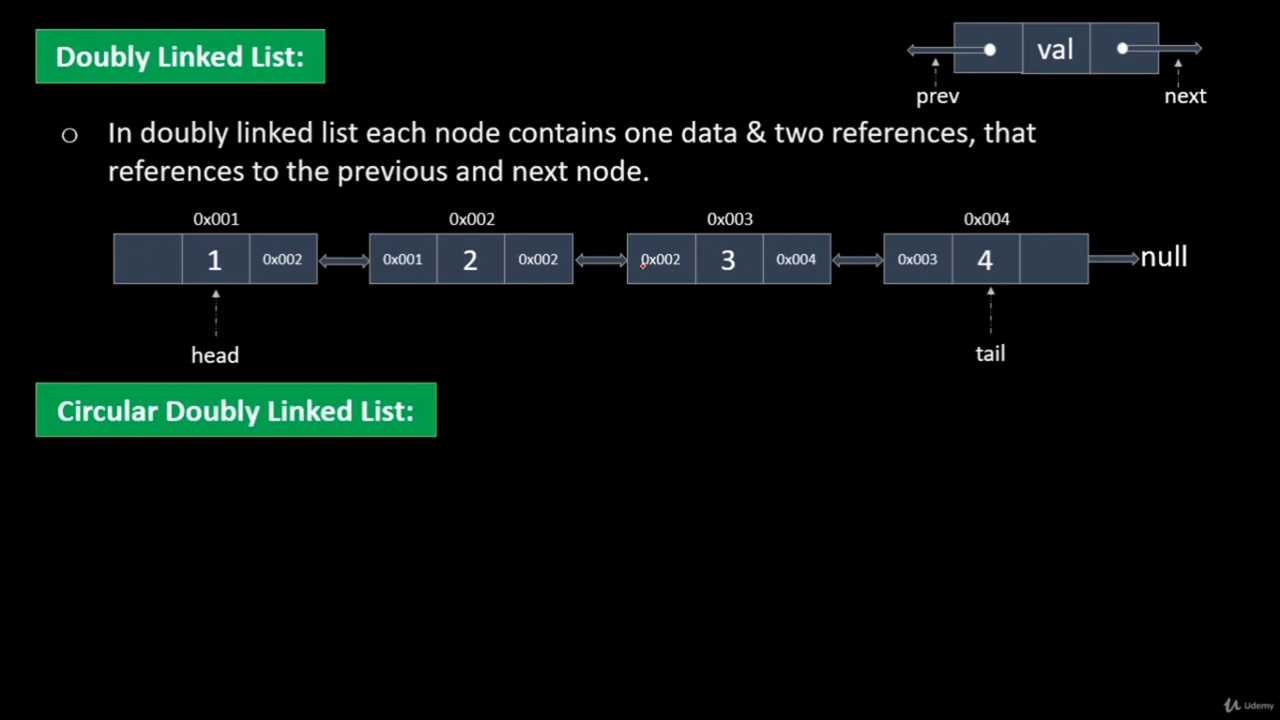 Doubly Linked List:
val
prev
next
○ In doubly linked list each node contains one data & two references, that
references to the previous and next node.
0x001 0x002 0x003 0x004
1 0x002 0x001 2 0x002 0x002 3 0x004 0x003 4 null
head
tail
Circular Doubly Linked List:
Udemy